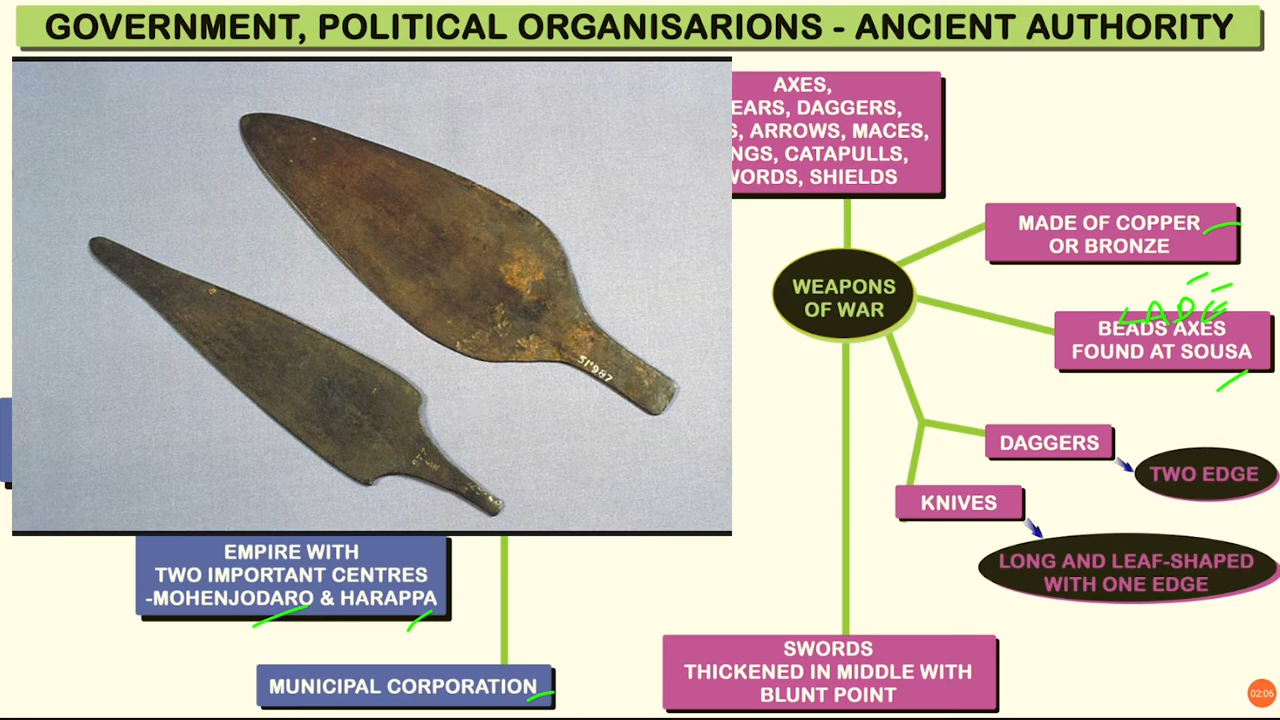 GOVERNMENT, POLITICAL ORGANISARIONS - ANCIENT AUTHORITY
AXES,
EARS, DAGGERS,
S, ARROWS, MACES,
NGS, CATAPULLS,
WORDS, SHIELDS
WEAPONS
OF WAR
MADE OF COPPER
OR BRONZE
BEADS AXES
FOUND AT SOUSA
DAGGERS
TWO EDGE
KNIVES
LONG AND LEAF-SHAPED
WITH ONE EDGE
SWORDS
THICKENED IN MIDDLE WITH
BLUNT POINT
51.987
EMPIRE WITH
TWO IMPORTANT CENTRES
-MOHENJODARO & HARAPPA
MUNICIPAL CORPORATION
02:06